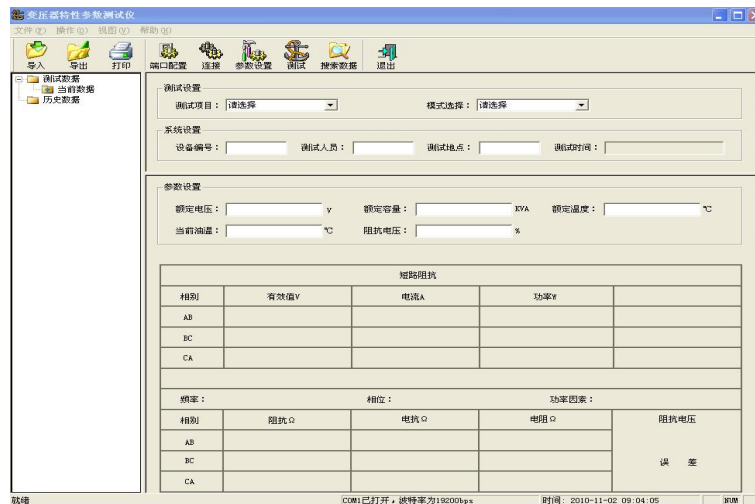 变压器特性参数测试仪
文件(F) 操作(O) 视图(V) 帮助(H)
导入 导出 打印 端口配置 连接 参数设置 测试 搜索数据 退出
测试数据
当前数据
历史数据
测试设置
测试项目： 请选择 模式选择： 请选择
系统设置
设备编号： 测试人员： 测试地点： 测试时间：
参数设置
额定电压： V 额定容量： KVA 额定温度： ℃
当前油温： ℃ 阻抗电压： %
短路阻抗
相别 有效值V 电流A 功率W
AB
BC
CA
频率： 相位： 功率因素：
相别 阻抗Ω 电抗Ω 电阻Ω 阻抗电压
AB
BC 误 差
CA
就绪 COM1已打开，波特率为19200bps 时间: 2010-11-02 09:04:05 NUM